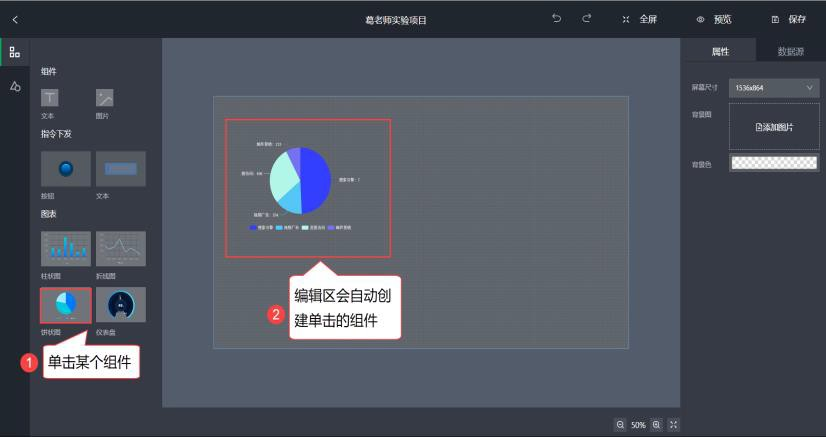 葛老师实验项目
全屏
预览
保存
组件
文本
图片
指令下发
按钮
文本
图表
柱状图
折线图
饼状图
仪表盘
1
单击某个组件
2
编辑区会自动创
建单击的组件
50%
属性
数据源
屏幕尺寸
1536x864
背景图
添加图片
背景色